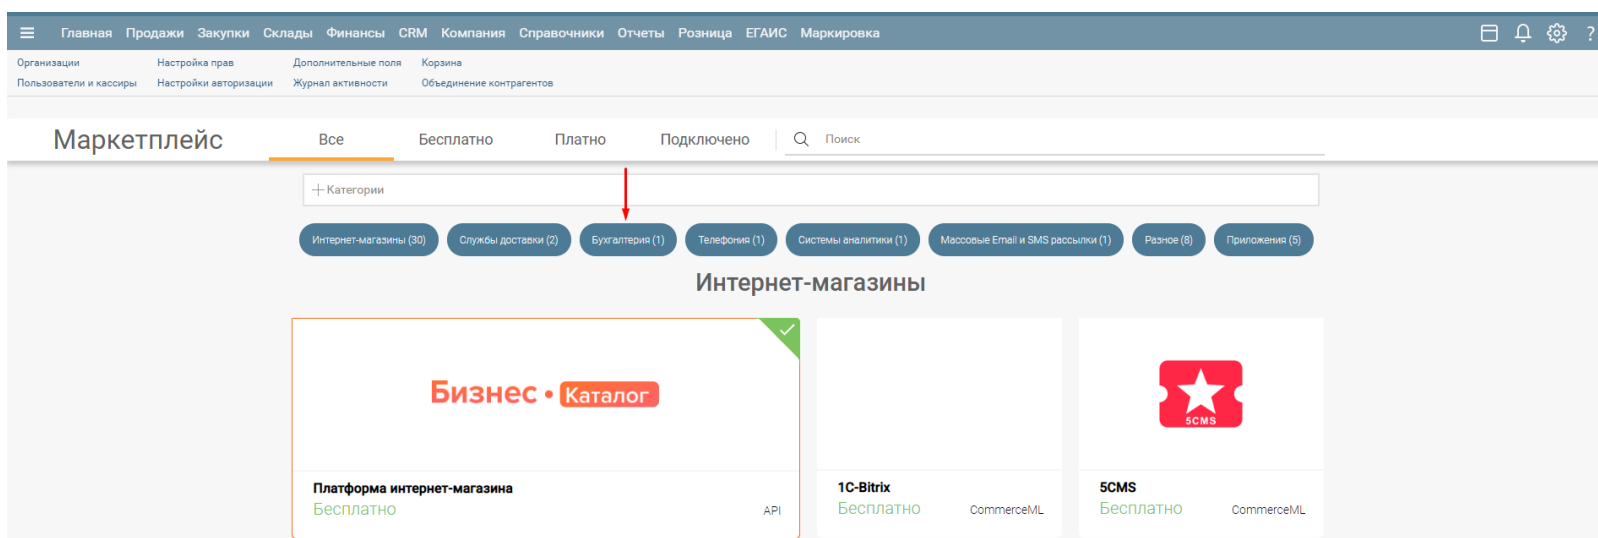 Главная Продажи Закупки Склады Финансы CRM Компания Справочники Отчеты Розница ЕГАИС Маркировка ?
Организации Настройка прав Дополнительные поля Корзина
Пользователи и кассиры Настройки авторизации Журнал активности Объединение контрагентов
Маркетплейс Все Бесплатно Платно Подключено Поиск
Категории
Интернет-магазины (30) Службы доставки (2) Бухгалтерия (1) Телефония (1) Системы аналитики (1) Массовые Email и SMS рассылки (1) Разное (8) Приложения (5)
Интернет-магазины
Бизнес • Каталог
5CMS
Платформа интернет-магазина 1C-Bitrix 5CMS
Бесплатно API Бесплатно CommerceML Бесплатно CommerceML